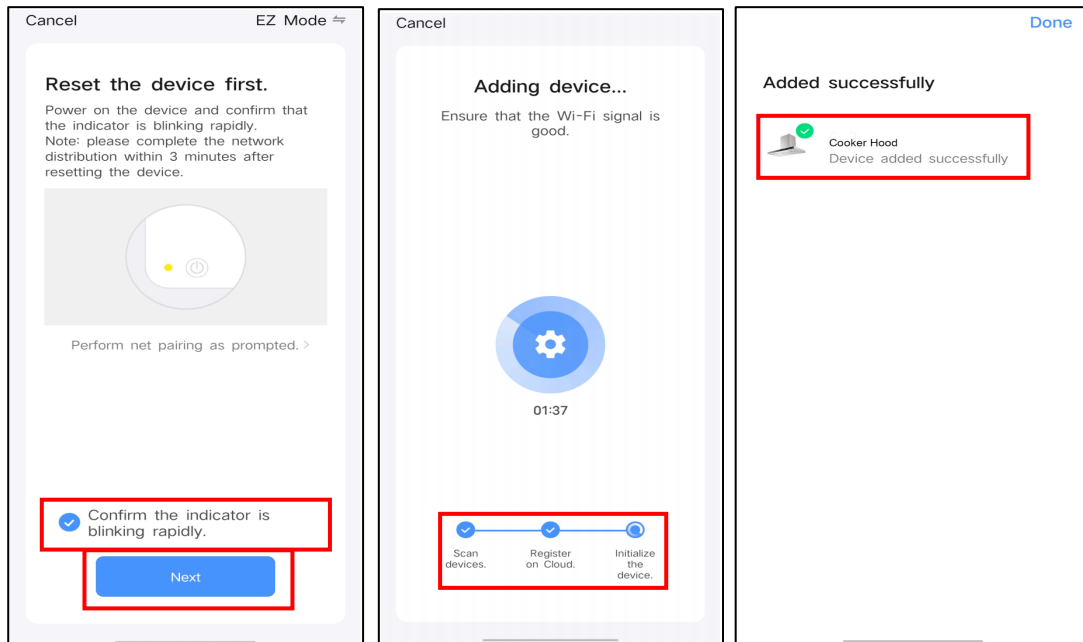 Cancel
EZ Mode ⇋
Reset the device first.
Power on the device and confirm that
the indicator is blinking rapidly.
Note: please complete the network
distribution within 3 minutes after
resetting the device.
Perform net pairing as prompted. >
Confirm the indicator is
blinking rapidly.
Next
Cancel
Adding device...
Ensure that the Wi-Fi signal is
good.
01:37
Scan
devices.
Register
on Cloud.
Initialize
the
device.
Done
Added successfully
Cooker Hood
Device added successfully